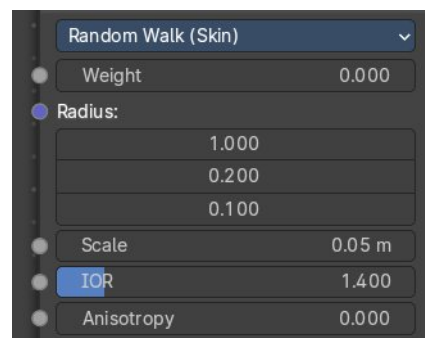 Random Walk (Skin)
Weight 0.000
Radius:
1.000
0.200
0.100
Scale 0.05 m
IOR 1.400
Anisotropy 0.000